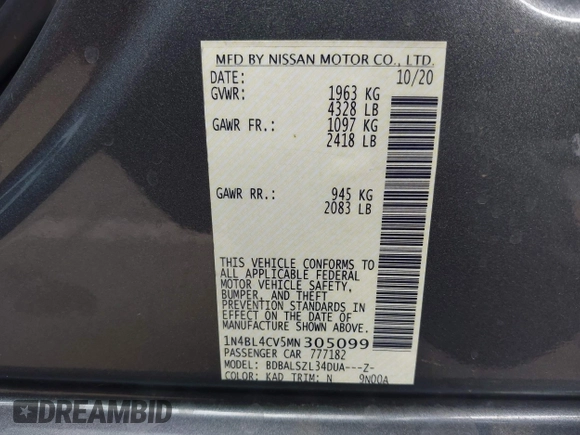 MFD BY NISSAN MOTOR CO., LTD.
DATE: 10/20
GVWR: 1963 KG
4328 LB
GAWR FR.: 1097 KG
2418 LB
GAWR RR.: 945 KG
2083 LB
THIS VEHICLE CONFORMS TO
ALL APPLICABLE FEDERAL
MOTOR VEHICLE SAFETY,
BUMPER, AND THEFT
PREVENTION STANDARDS IN
EFFECT ON THE DATE OF
MANUFACTURE SHOWN ABOVE.
1N4BL4CV5MN305099
PASSENGER CAR 777182
MODEL: BDBALSZL34DUA---Z-
COLOR: KAD TRIM: N 9N00A
DREAMBID